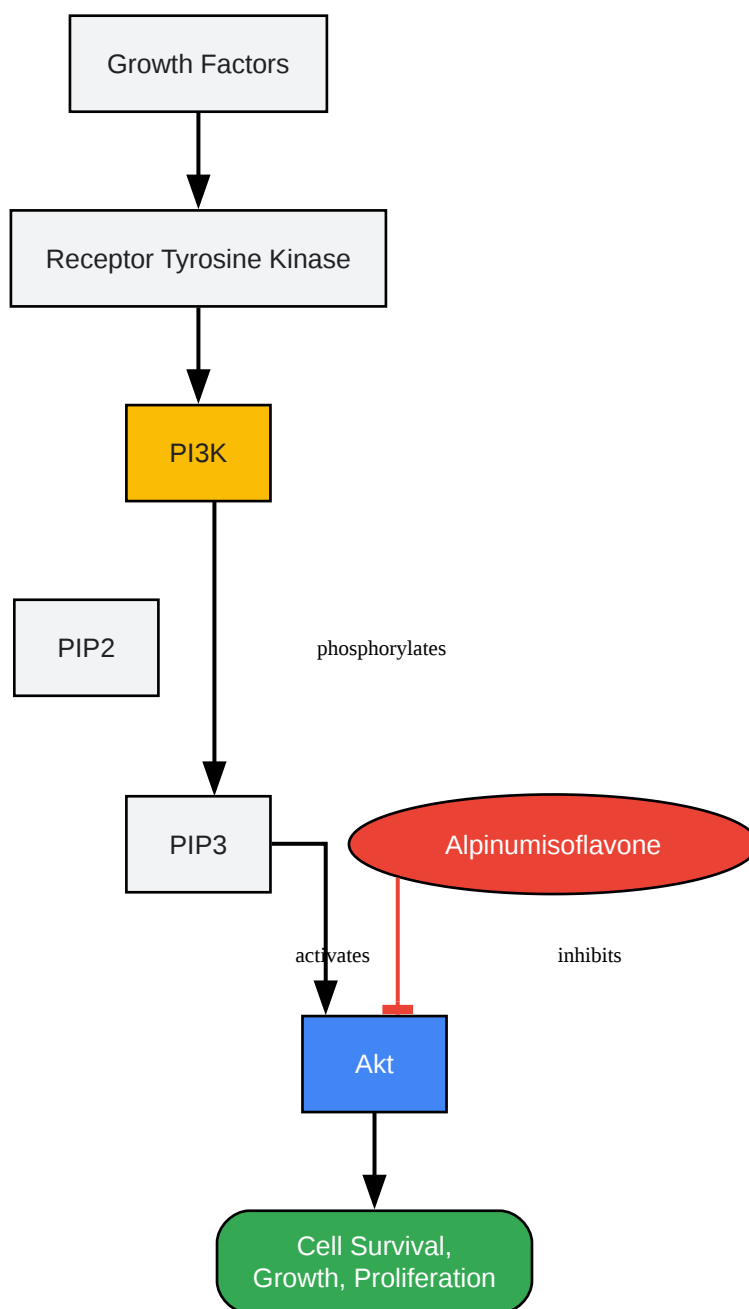 Growth Factors
Receptor Tyrosine Kinase
PI3K
PIP2
phosphorylates
PIP3
Alpinumisoflavone
activates
inhibits
Akt
Cell Survival,
Growth, Proliferation